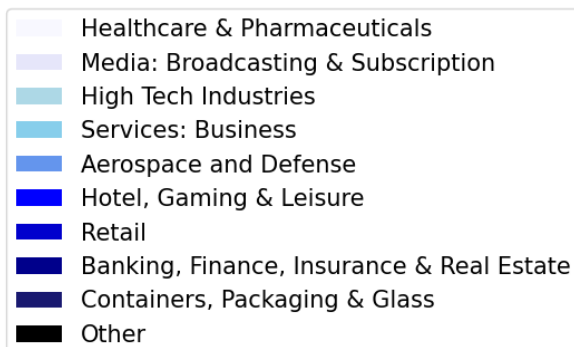 Healthcare & Pharmaceuticals
Media: Broadcasting & Subscription
High Tech Industries
Services: Business
Aerospace and Defense
Hotel, Gaming & Leisure
Retail
Banking, Finance, Insurance & Real Estate
Containers, Packaging & Glass
Other